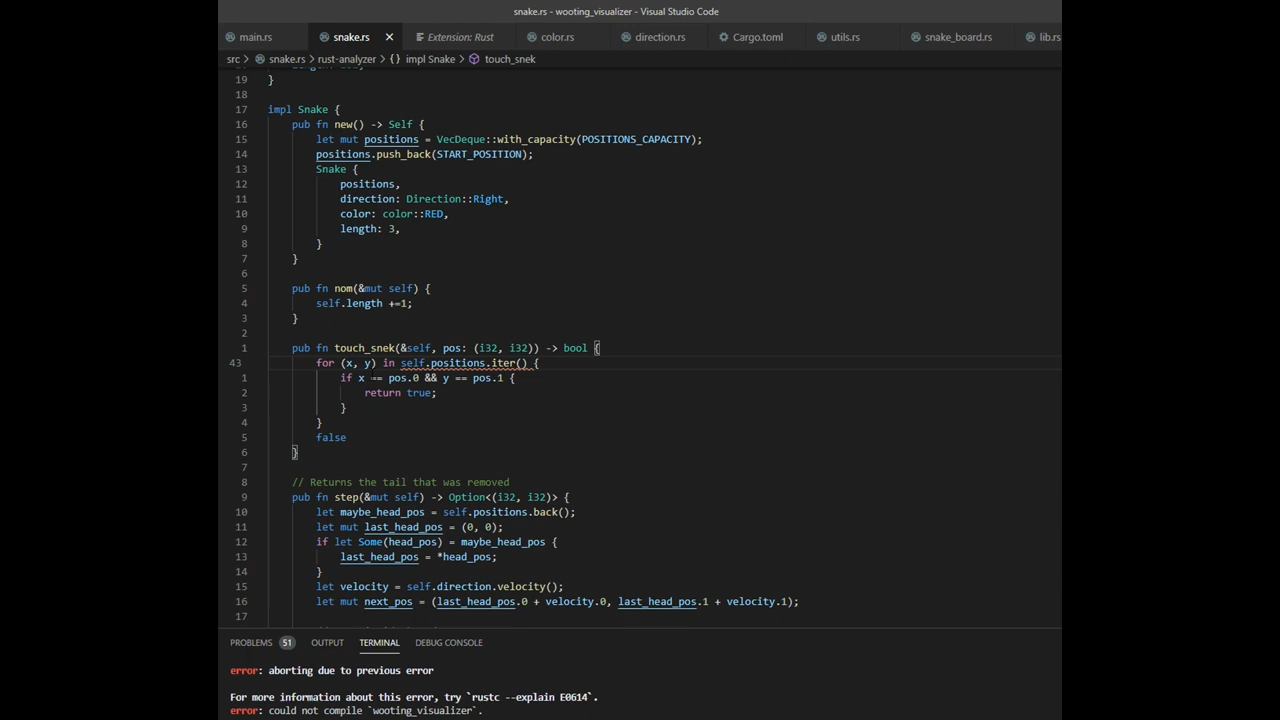 snake.rs - wooting_visualizer - Visual Studio Code
main.rs snake.rs Extension: Rust color.rs direction.rs Cargo.toml utils.rs snake_board.rs lib.rs
src > snake.rs > rust-analyzer > {} impl Snake > touch_snek
19 }
18
17 impl Snake {
16 pub fn new() -> Self {
15 let mut positions = VecDeque::with_capacity(POSITIONS_CAPACITY);
14 positions.push_back(START_POSITION);
13 Snake {
12 positions,
11 direction: Direction::Right,
10 color: color::RED,
9 length: 3,
8 }
7 }
6
5 pub fn nom(&mut self) {
4 self.length +=1;
3 }
2
1 pub fn touch_snek(&self, pos: (i32, i32)) -> bool {
43 for (x, y) in self.positions.iter() {
1 if x == pos.0 && y == pos.1 {
2 return true;
3 }
4 }
5 false
6 }
7
8 // Returns the tail that was removed
9 pub fn step(&mut self) -> Option<(i32, i32)> {
10 let maybe_head_pos = self.positions.back();
11 let mut last_head_pos = (0, 0);
12 if let Some(head_pos) = maybe_head_pos {
13 last_head_pos = *head_pos;
14 }
15 let velocity = self.direction.velocity();
16 let mut next_pos = (last_head_pos.0 + velocity.0, last_head_pos.1 + velocity.1);
17
PROBLEMS 51 OUTPUT TERMINAL DEBUG CONSOLE
error: aborting due to previous error
For more information about this error, try `rustc --explain E0614`.
error: could not compile `wooting_visualizer`.